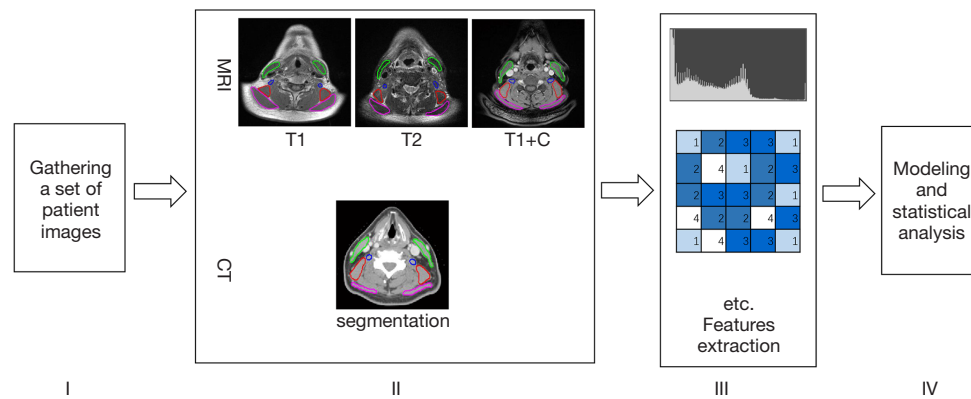 Gathering
a set of
patient
images
MRI
T1
T2
T1+C
CT
segmentation
1 2 3 3 1
2 4 1 2 3
2 3 3 2 1
4 2 2 4 3
1 4 3 3 1
etc.
Features
extraction
Modeling
and
statistical
analysis
I
II
III
IV